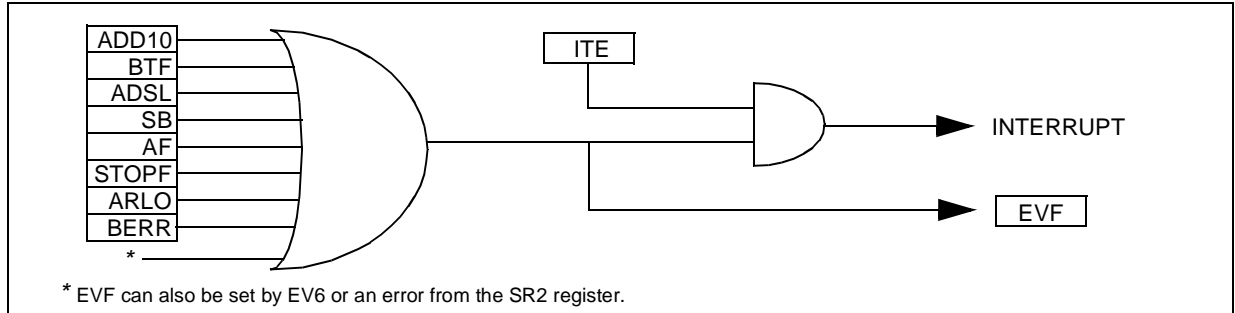 ADD10
BTF
ADSL
SB
AF
STOPF
ARLO
BERR
*
ITE
INTERRUPT
EVF
* EVF can also be set by EV6 or an error from the SR2 register.